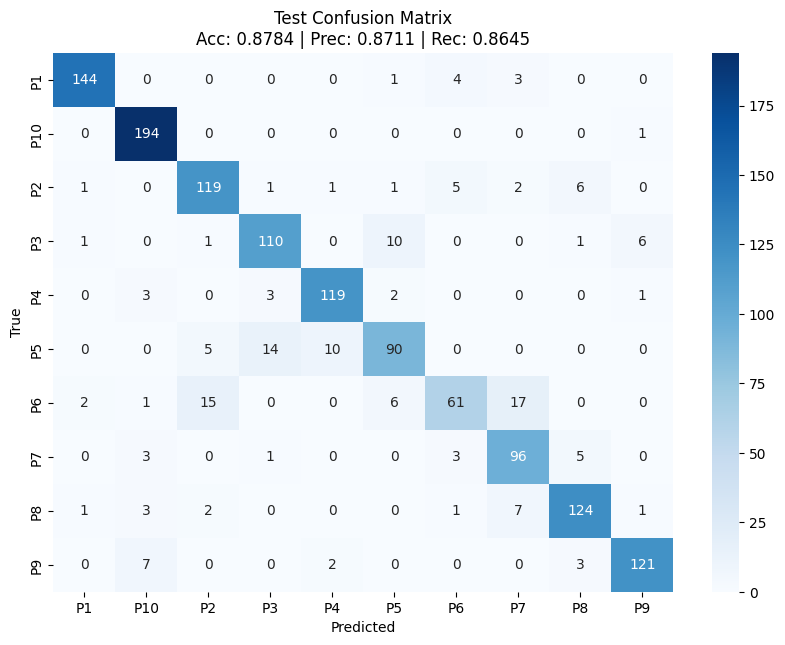 Test Confusion Matrix
Acc: 0.8784 | Prec: 0.8711 | Rec: 0.8645
P1 144 0 0 0 0 1 4 3 0 0
P10 0 194 0 0 0 0 0 0 0 1
P2 1 0 119 1 1 1 5 2 6 0
P3 1 0 1 110 0 10 0 0 1 6
P4 0 3 0 3 119 2 0 0 0 1
P5 0 0 5 14 10 90 0 0 0 0
P6 2 1 15 0 0 6 61 17 0 0
P7 0 3 0 1 0 0 3 96 5 0
P8 1 3 2 0 0 0 1 7 124 1
P9 0 7 0 0 2 0 0 0 3 121
P1 P10 P2 P3 P4 P5 P6 P7 P8 P9
Predicted
True
175
150
125
100
75
50
25
0